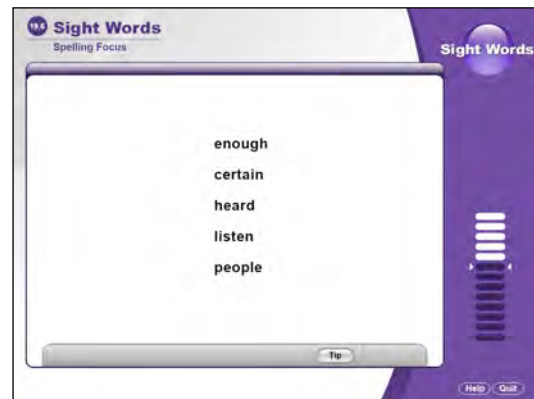 19.6 Sight Words
Spelling Focus
Sight Words
enough
certain
heard
listen
people
Tip
Help Quit